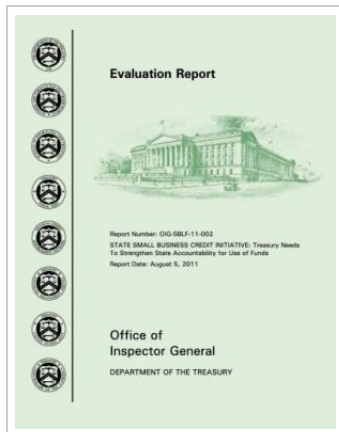 Evaluation Report
Report Number: OIG-SBLF-11-002
STATE SMALL BUSINESS CREDIT INITIATIVE: Treasury Needs
To Strengthen State Accountability for Use of Funds
Report Date: August 5, 2011
Office of
Inspector General
DEPARTMENT OF THE TREASURY